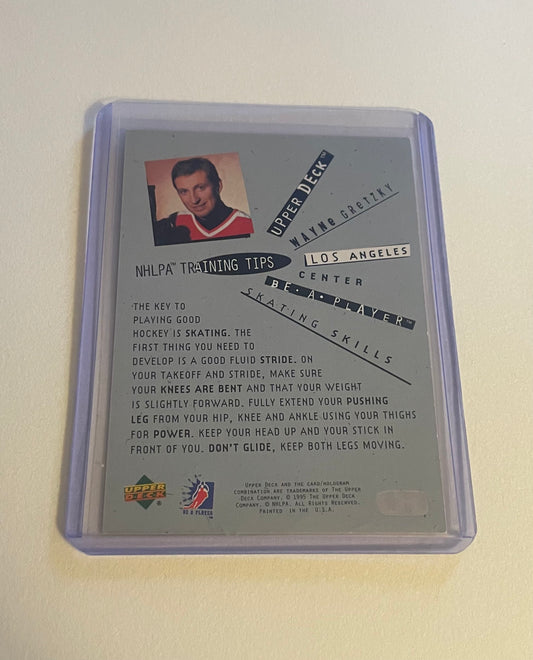 UPPER DECK™
WAYNE GRETZKY
LOS ANGELES
CENTER
BE•A•PLAYER™
SKATING SKILLS
NHLPA™ TRAINING TIPS
THE KEY TO
PLAYING GOOD
HOCKEY IS SKATING. THE
FIRST THING YOU NEED TO
DEVELOP IS A GOOD FLUID STRIDE. ON
YOUR TAKEOFF AND STRIDE, MAKE SURE
YOUR KNEES ARE BENT AND THAT YOUR WEIGHT
IS SLIGHTLY FORWARD. FULLY EXTEND YOUR PUSHING
LEG FROM YOUR HIP, KNEE AND ANKLE USING YOUR THIGHS
FOR POWER. KEEP YOUR HEAD UP AND YOUR STICK IN
FRONT OF YOU. DON'T GLIDE, KEEP BOTH LEGS MOVING.
UPPER
DECK
®
BE A PLAYER
™
UPPER DECK AND THE CARD/HOLOGRAM
COMBINATION ARE TRADEMARKS OF THE UPPER
DECK COMPANY. © 1995 THE UPPER DECK
COMPANY. © NHLPA. ALL RIGHTS RESERVED.
PRINTED IN THE U.S.A.